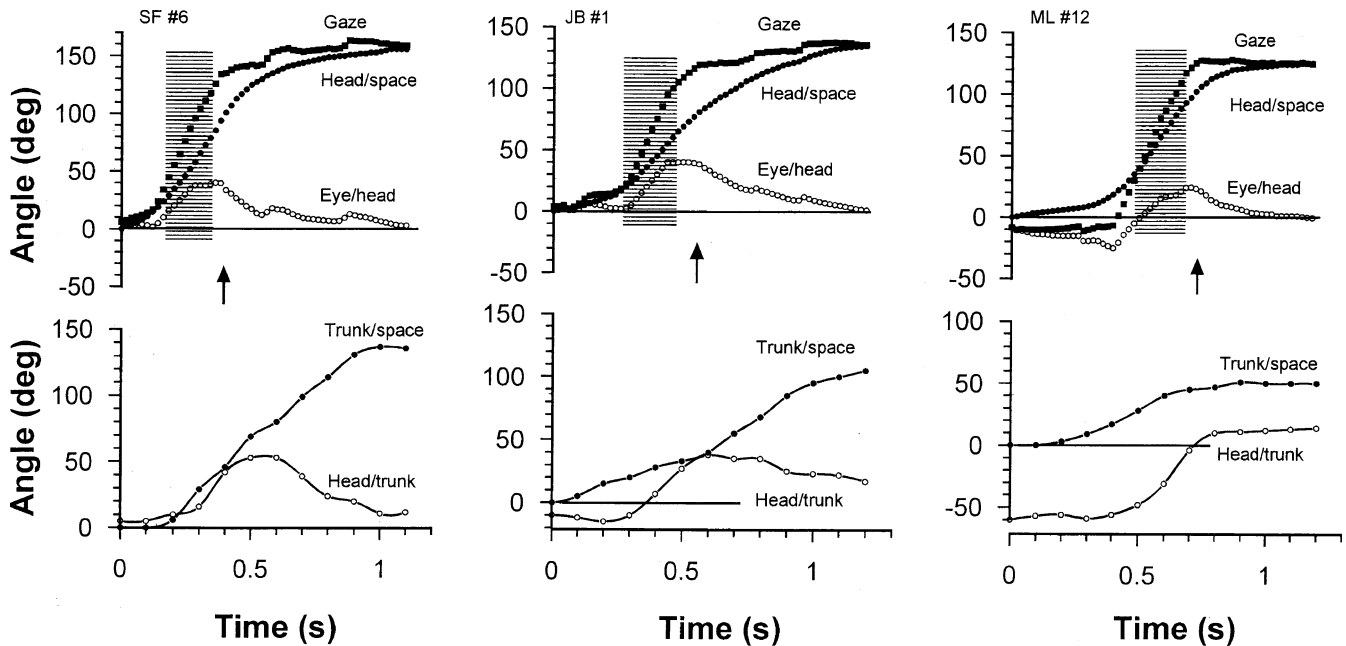 SF #6
Gaze
JB #1
Gaze
ML #12
Gaze
150
Head/space
150
Head/space
150
Head/space
100
100
100
50
Eye/head
50
Eye/head
50
Eye/head
0
0
0
-50
-50
-50
Angle (deg)
150
Trunk/space
150
Trunk/space
100
Trunk/space
100
100
50
50
Head/trunk
50
Head/trunk
0
Head/trunk
0
0
-50
Angle (deg)
0
0.5
1
0
0.5
1
0
0.5
1
Time (s)
Time (s)
Time (s)